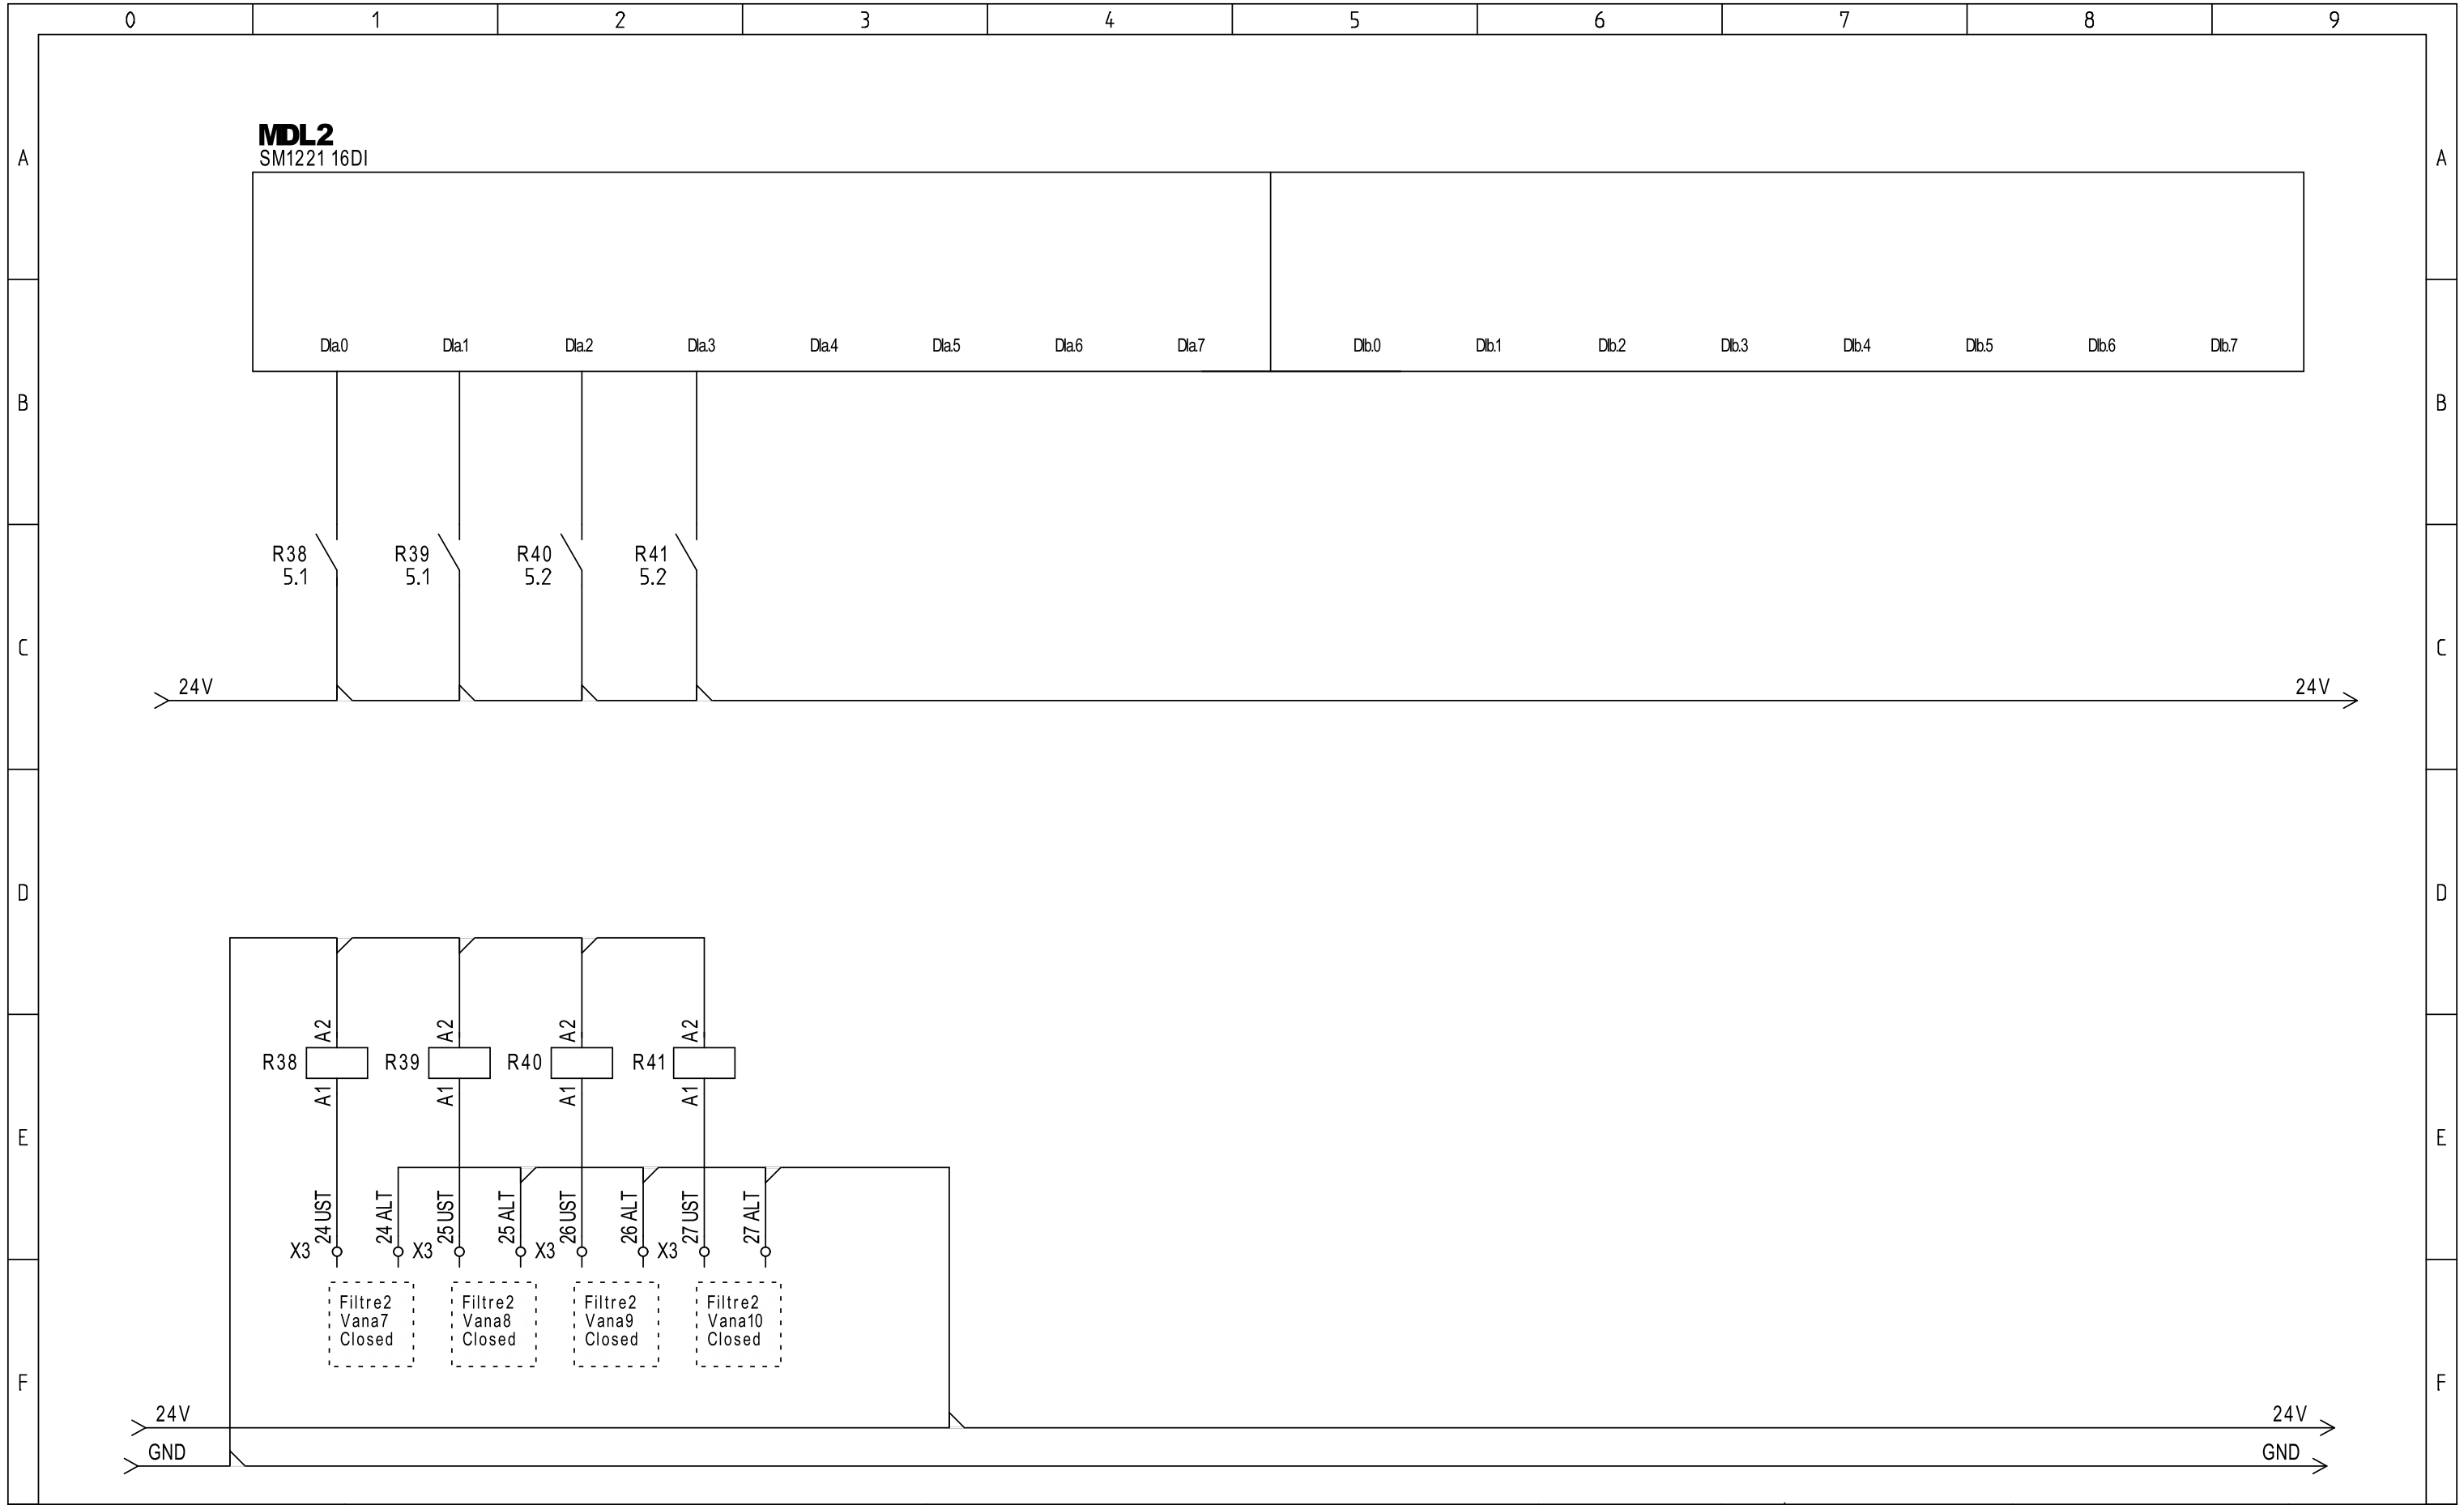 0 1 2 3 4 5 6 7 8 9
MDL2
A A
SM1221 16DI
DIa.0 DIa.1 DIa.2 DIa.3 DIa.4 DIa.5 DIa.6 DIa.7 DIb.0 DIb.1 DIb.2 DIb.3 DIb.4 DIb.5 DIb.6 DIb.7
B B
R38 R39 R40 R41
5.1 5.1 5.2 5.2
C C
24V 24V
D D
A2 A2 A2 A2
R38 R39 R40 R41
A1 A1 A1 A1
E E
24 UST 24 ALT 25 UST 25 ALT 26 UST 26 ALT 27 UST 27 ALT
X3 X3 X3 X3
Filtre2 Filtre2 Filtre2 Filtre2
Vana7 Vana8 Vana9 Vana10
Closed Closed Closed Closed
F F
24V 24V
GND GND